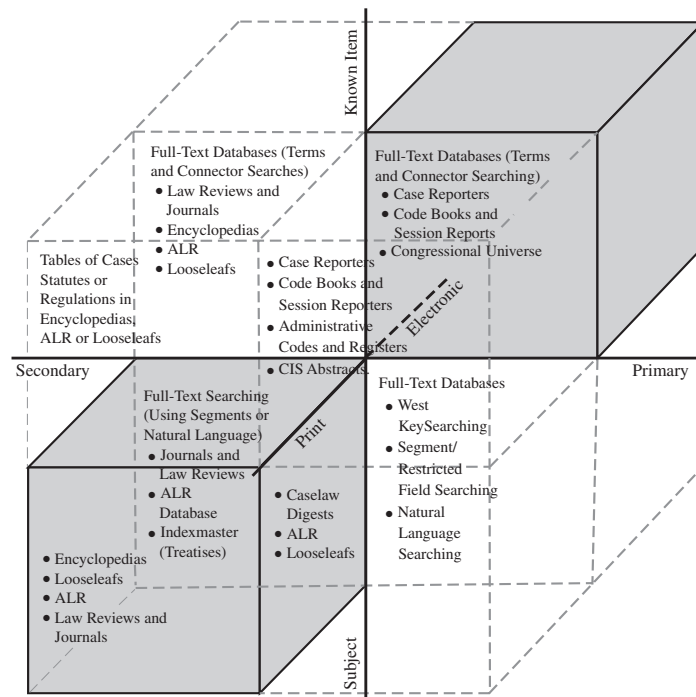 Known Item
Full-Text Databases (Terms
and Connector Searches)
• Law Reviews and
Journals
• Encyclopedias
• ALR
• Looseleafs
Full-Text Databases (Terms
and Connector Searching)
• Case Reporters
• Code Books and
Session Reports
• Congressional Universe
Tables of Cases
Statutes or
Regulations in
Encyclopedias,
ALR or Looseleafs
• Case Reporters
• Code Books and
Session Reporters
• Administrative
Codes and Registers
• CIS Abstracts.
Electronic
Secondary
Primary
Full-Text Searching
(Using Segments or
Natural Language)
• Journals and
Law Reviews
• ALR
Database
• Indexmaster
(Treatises)
Print
Full-Text Databases
• West
KeySearching
• Segment/
Restricted
Field Searching
• Natural
Language
Searching
• Encyclopedias
• Looseleafs
• ALR
• Law Reviews and
Journals
• Caselaw
Digests
• ALR
• Looseleafs
Subject